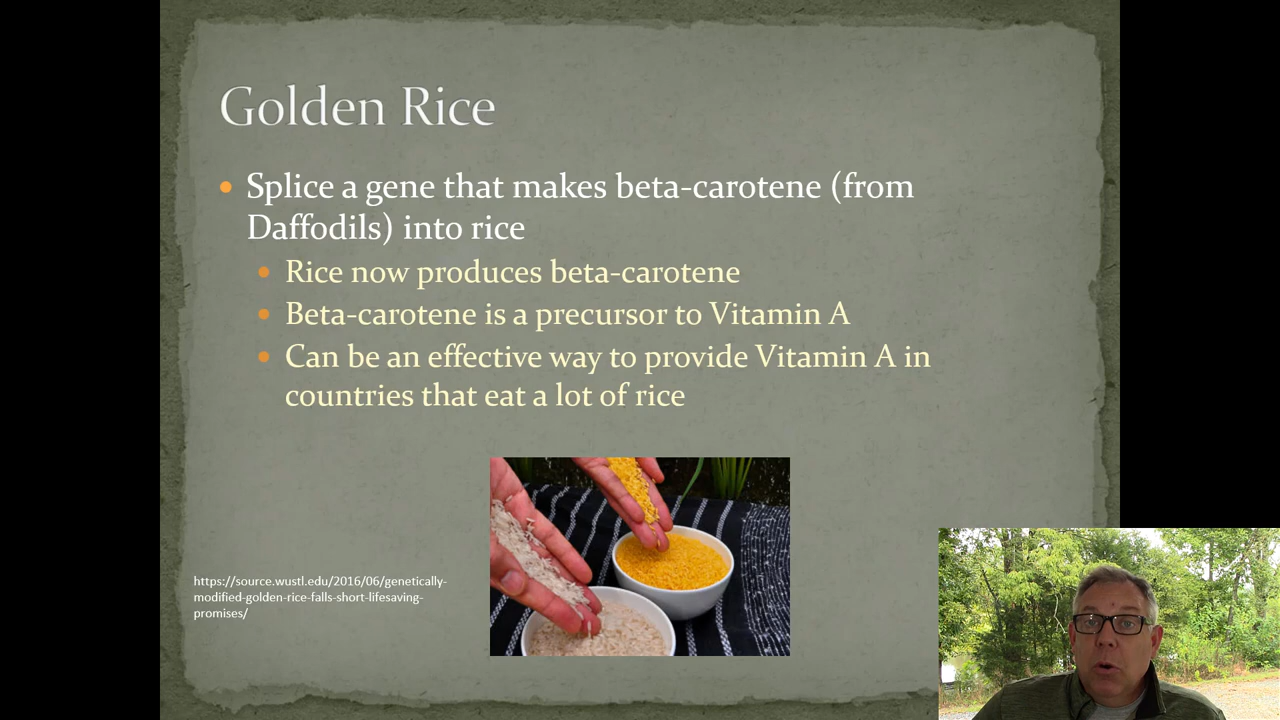 Golden Rice
Splice a gene that makes beta-carotene (from
Daffodils) into rice
Rice now produces beta-carotene
Beta-carotene is a precursor to Vitamin A
Can be an effective way to provide Vitamin A in
countries that eat a lot of rice
https://source.wustl.edu/2016/06/genetically-
modified-golden-rice-falls-short-lifesaving-
promises/